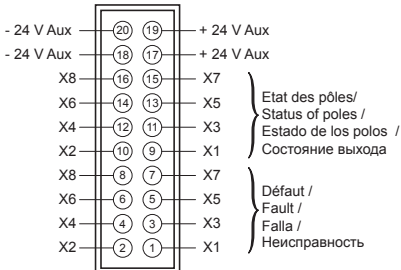 - 24 V Aux 20 19 + 24 V Aux
- 24 V Aux 18 17 + 24 V Aux
X8 16 15 X7
X6 14 13 X5
X4 12 11 X3
X2 10 9 X1
Etat des pôles/
Status of poles /
Estado de los polos /
Состояние выхода
X8 8 7 X7
X6 6 5 X5
X4 4 3 X3
X2 2 1 X1
Défaut /
Fault /
Falla /
Неисправность